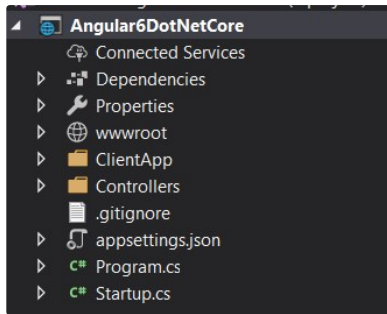 Angular6DotNetCore
Connected Services
Dependencies
Properties
wwwroot
ClientApp
Controllers
.gitignore
appsettings.json
C# Program.cs
C# Startup.cs